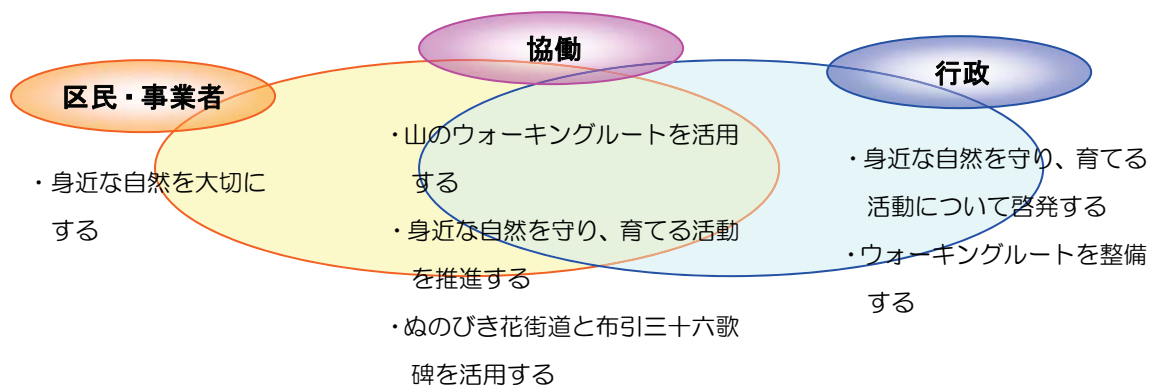 協働
区民・事業者
行政
・身近な自然を大切に
する
・山のウォーキングルートを活用
する
・身近な自然を守り、育てる活動
を推進する
・ぬのびき花街道と布引三十六歌
碑を活用する
・身近な自然を守り、育てる
活動について啓発する
・ウォーキングルートを整備
する